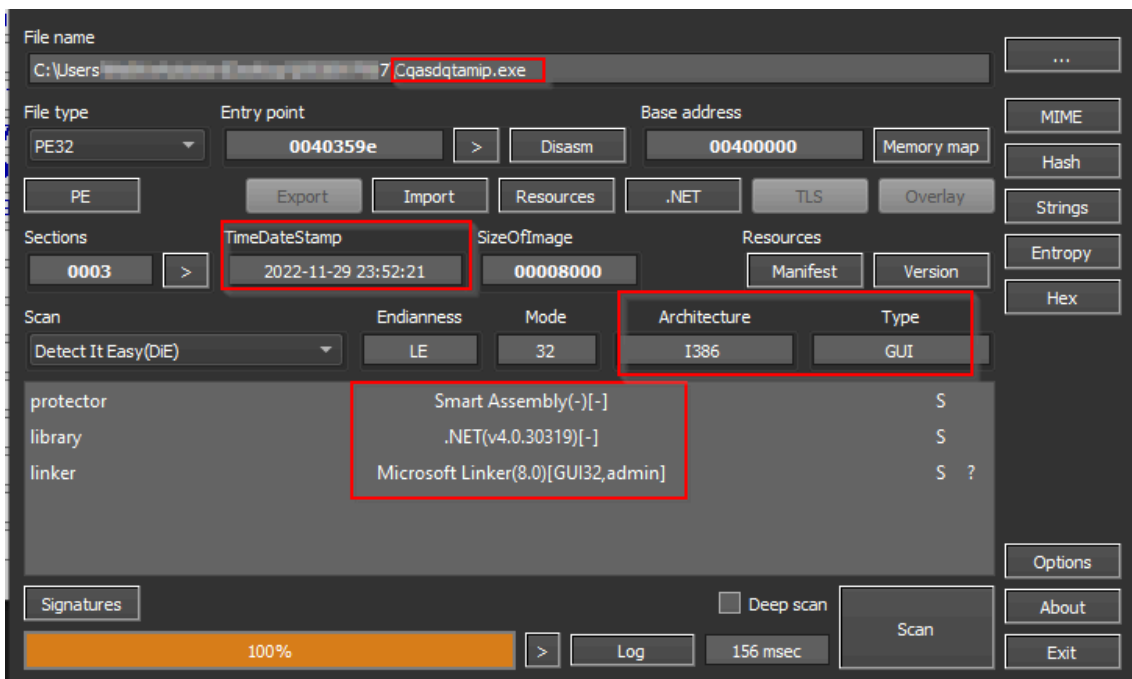 File name
C:\Users 7 Cqasdqtamip.exe ...
File type Entry point Base address MIME
PE32 0040359e > Disasm 00400000 Memory map
Hash
PE Export Import Resources .NET TLS Overlay
Strings
Sections TimeDateStamp SizeOfImage Resources
Entropy
0003 > 2022-11-29 23:52:21 00008000 Manifest Version
Hex
Scan Endianness Mode Architecture Type
Detect It Easy(DiE) LE 32 I386 GUI
protector Smart Assembly(-)[-] S
library .NET(v4.0.30319)[-] S
linker Microsoft Linker(8.0)[GUI32,admin] S ?
Options
Signatures Deep scan Scan About
100% > Log 156 msec Exit